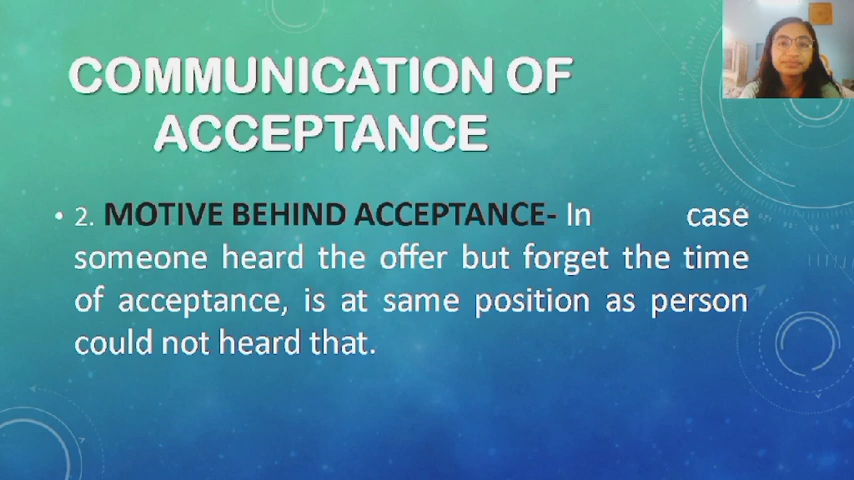 COMMUNICATION OF
ACCEPTANCE
• 2. MOTIVE BEHIND ACCEPTANCE- In case
someone heard the offer but forget the time
of acceptance, is at same position as person
could not heard that.